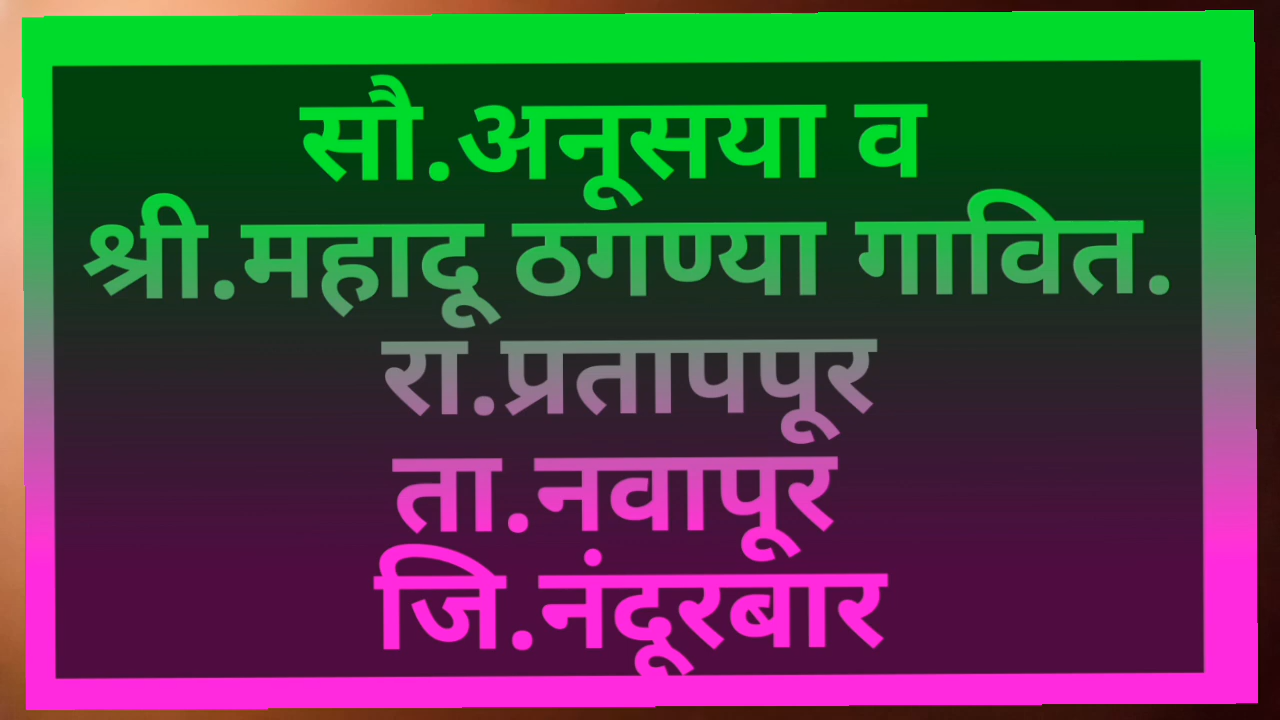 सौ.अनूसया व
श्री.महादू ठगण्या गावित.
रा.प्रतापपूर
ता.नवापूर
जि.नंदूरबार